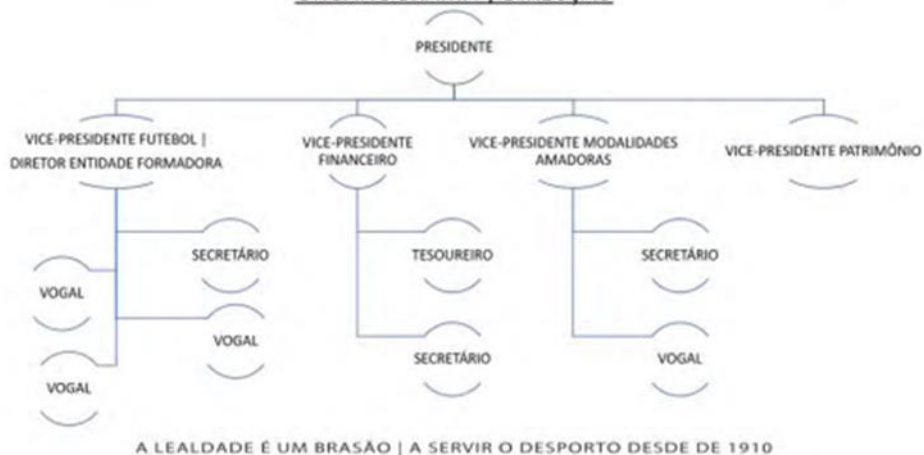 PRESIDENTE
VICE-PRESIDENTE FUTEBOL |
DIRETOR ENTIDADE FORMADORA
VICE-PRESIDENTE
FINANCEIRO
VICE-PRESIDENTE MODALIDADES
AMADORAS
VICE-PRESIDENTE PATRIMÔNIO
SECRETÁRIO
VOGAL
VOGAL
VOGAL
TESOUREIRO
SECRETÁRIO
SECRETÁRIO
VOGAL
A LEALDADE É UM BRASÃO | A SERVIR O DESPORTO DESDE DE 1910